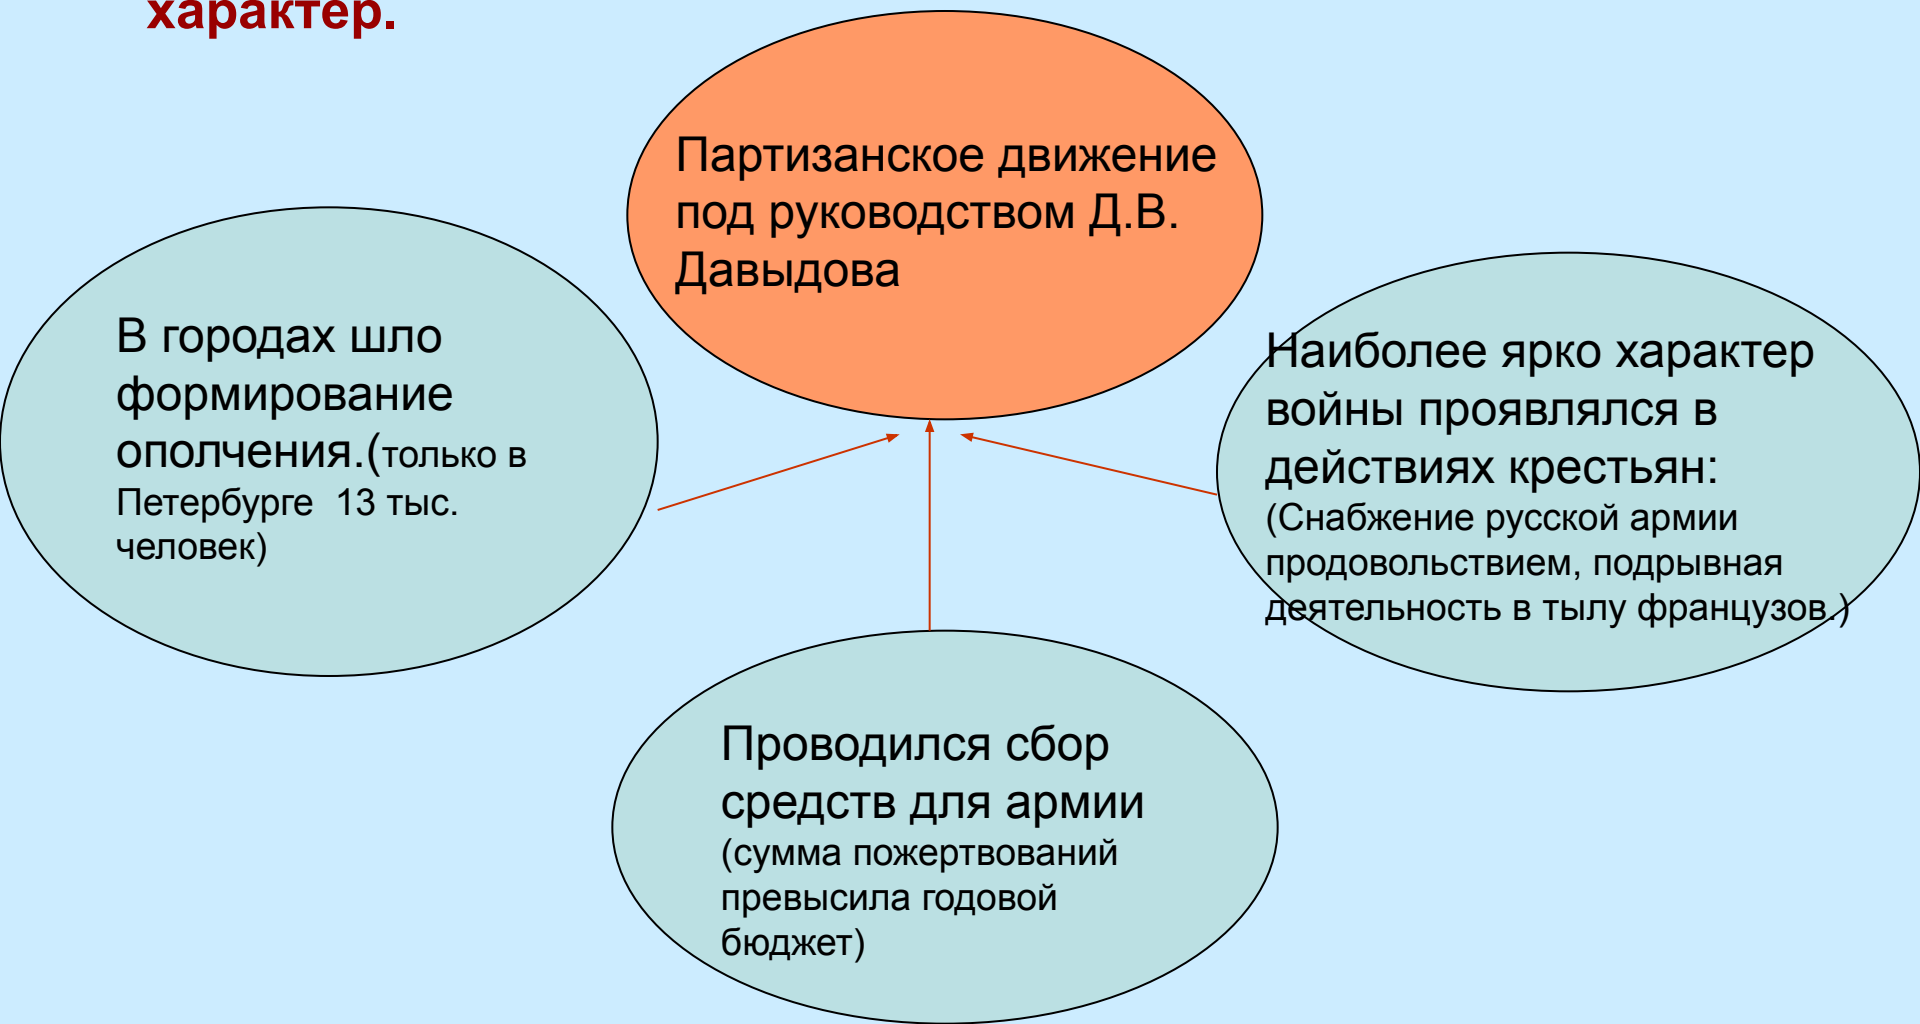 характер.
Партизанское движение
под руководством Д.В.
Давыдова
В городах шло
формирование
ополчения.(только в
Петербурге 13 тыс.
человек)
Наиболее ярко характер
войны проявлялся в
действиях крестьян:
(Снабжение русской армии
продовольствием, подрывная
деятельность в тылу французов.)
Проводился сбор
средств для армии
(сумма пожертвований
превысила годовой
бюджет)